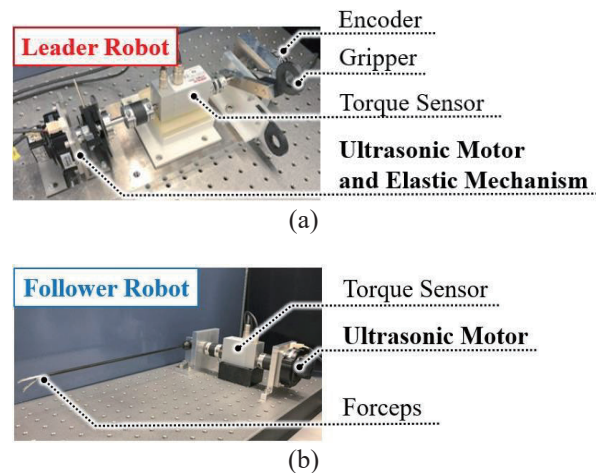 Leader Robot
Encoder
Gripper
Torque Sensor
Ultrasonic Motor
and Elastic Mechanism
(a)
Follower Robot
Torque Sensor
Ultrasonic Motor
Forceps
(b)